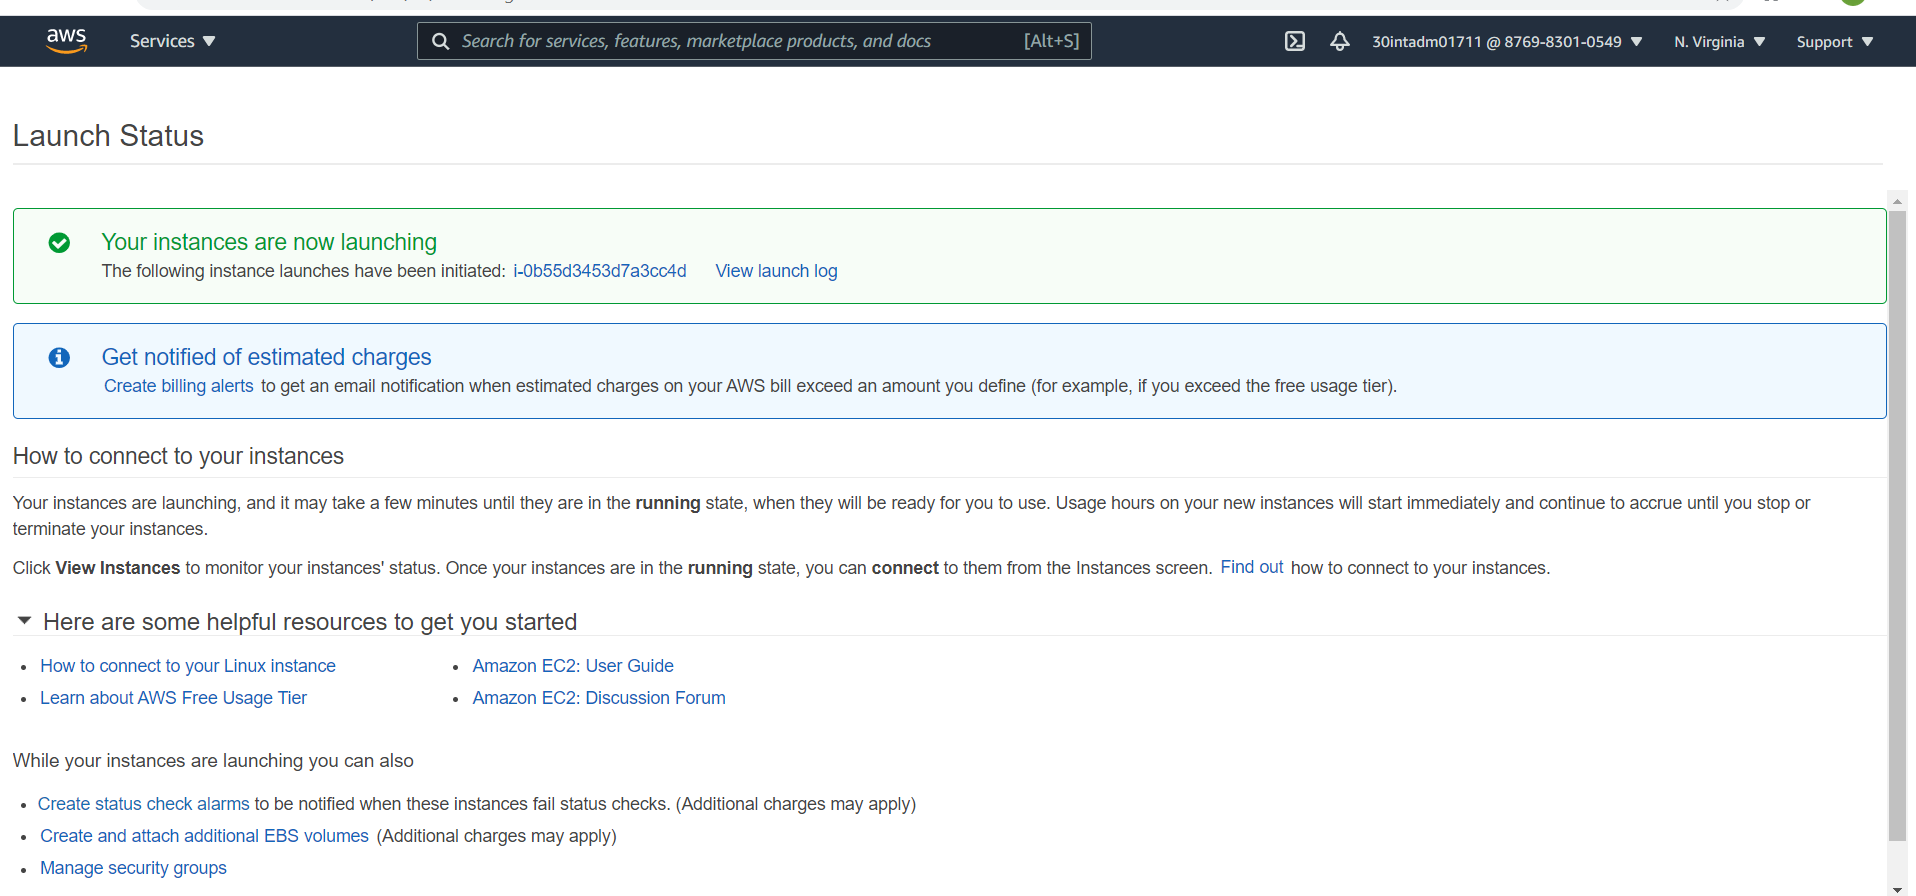 aws Services Search for services, features, marketplace products, and docs [Alt+S] 30intadm01711 @ 8769-8301-0549 N. Virginia Support
Launch Status
Your instances are now launching
The following instance launches have been initiated: i-0b55d3453d7a3cc4d View launch log
Get notified of estimated charges
Create billing alerts to get an email notification when estimated charges on your AWS bill exceed an amount you define (for example, if you exceed the free usage tier).
How to connect to your instances
Your instances are launching, and it may take a few minutes until they are in the running state, when they will be ready for you to use. Usage hours on your new instances will start immediately and continue to accrue until you stop or
terminate your instances.
Click View Instances to monitor your instances' status. Once your instances are in the running state, you can connect to them from the Instances screen. Find out how to connect to your instances.
Here are some helpful resources to get you started
• How to connect to your Linux instance • Amazon EC2: User Guide
• Learn about AWS Free Usage Tier • Amazon EC2: Discussion Forum
While your instances are launching you can also
• Create status check alarms to be notified when these instances fail status checks. (Additional charges may apply)
• Create and attach additional EBS volumes (Additional charges may apply)
• Manage security groups